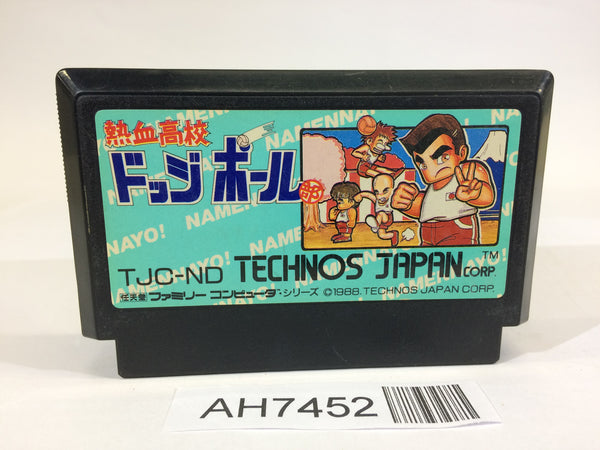 熱血高校
ドッジボール部
NAMENNAYO!
TJC-ND TECHNOS JAPAN CORP.™
任天堂 ファミリー コンピュータ・シリーズ ©1988.TECHNOS JAPAN CORP.
AH7452